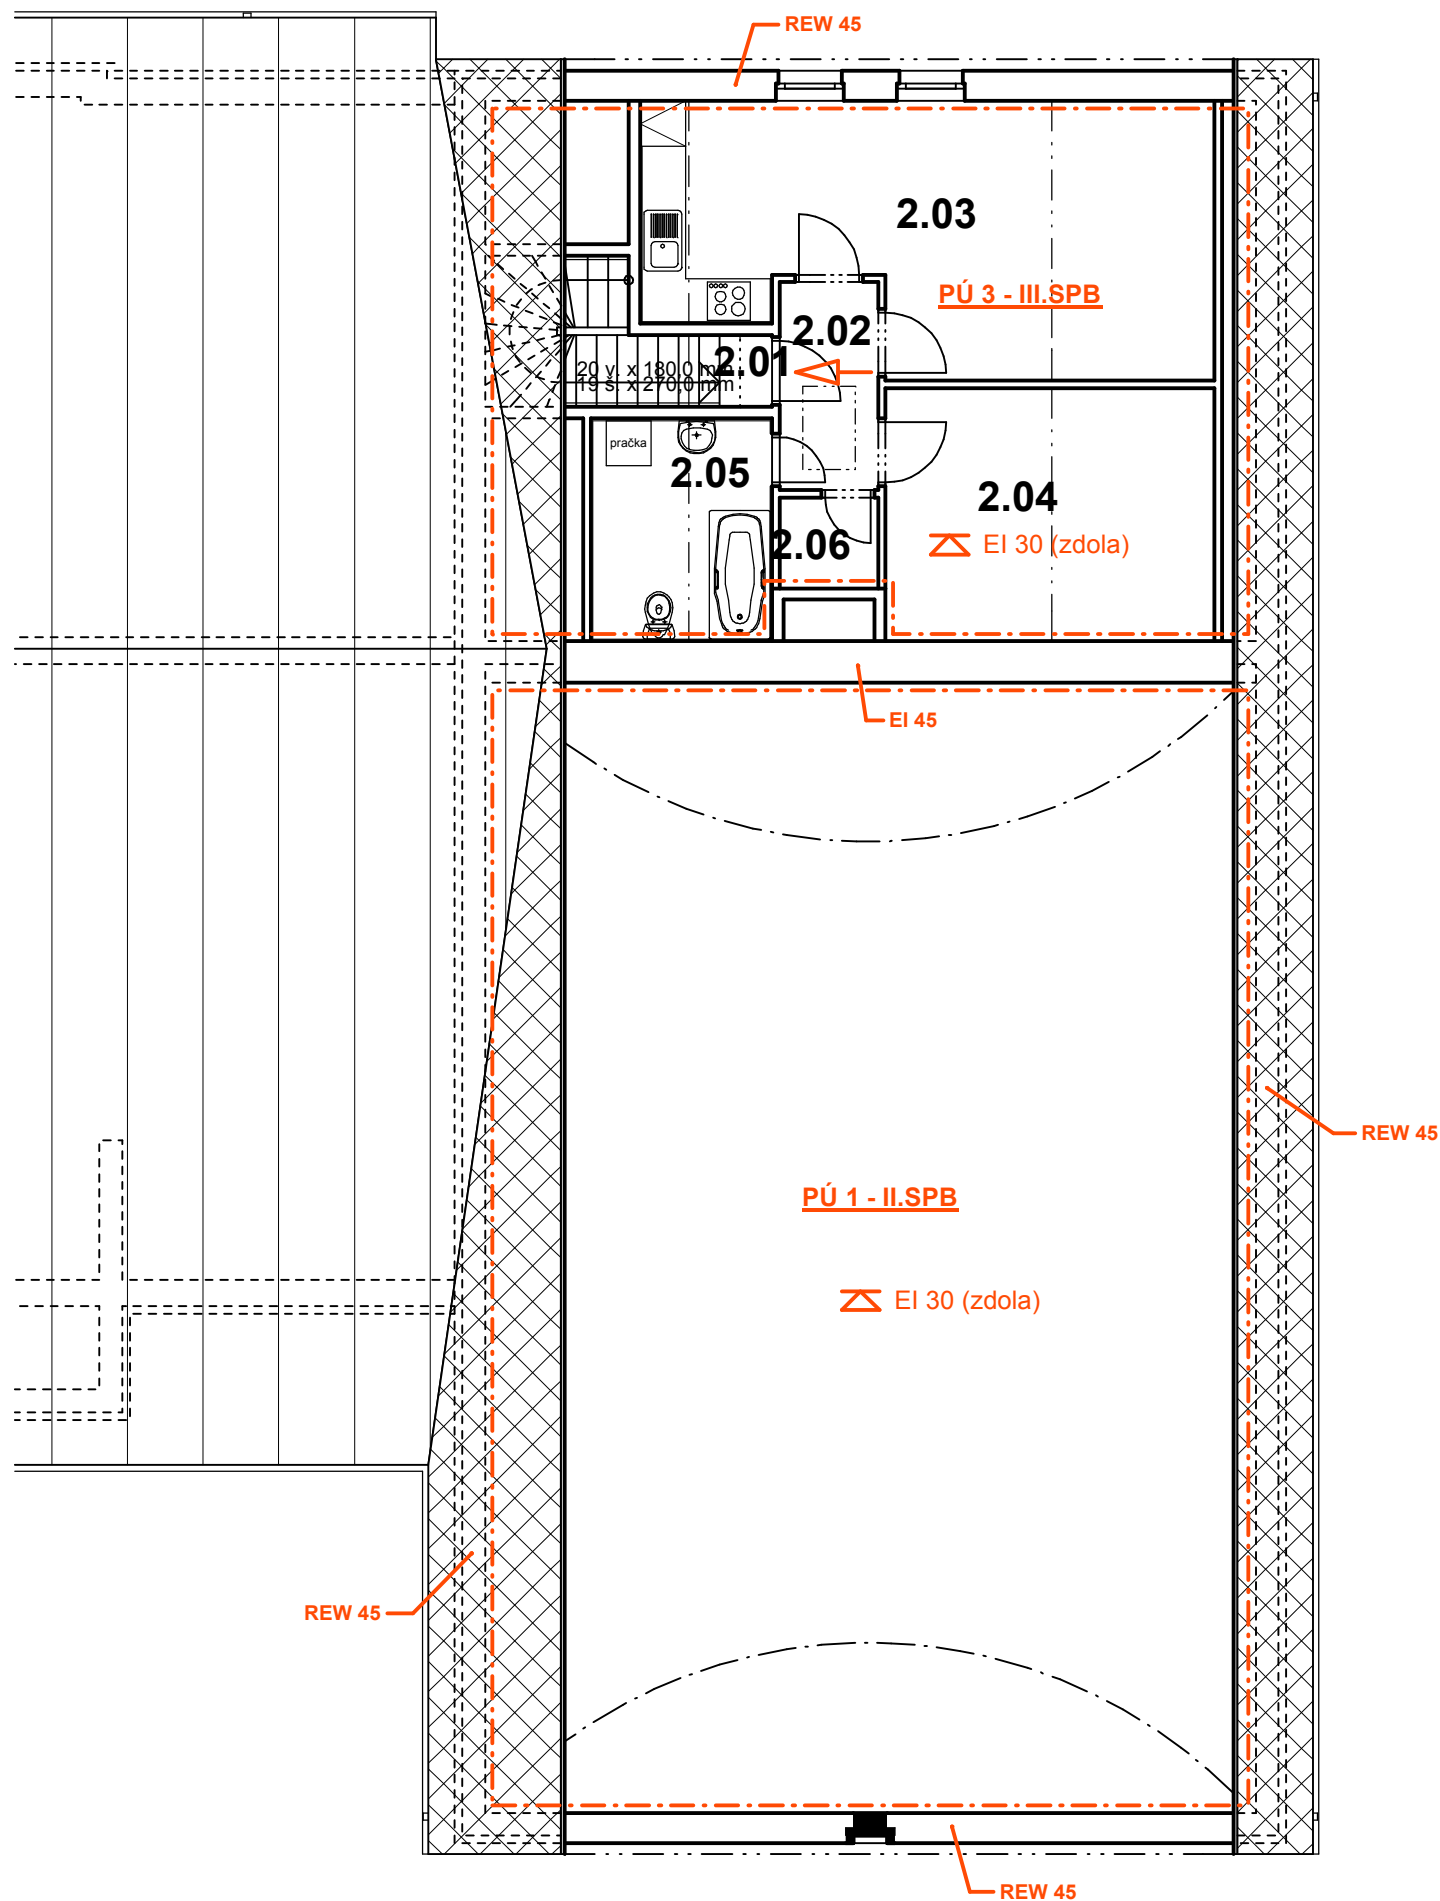 REW 45
2.03
PÚ 3 - III.SPB
2.02
2.01
20 v. x 180,0 mm
19 š. x 270,0 mm
pračka
2.05
2.04
2.06
EI 30 (zdola)
EI 45
REW 45
PÚ 1 - II.SPB
EI 30 (zdola)
REW 45
REW 45